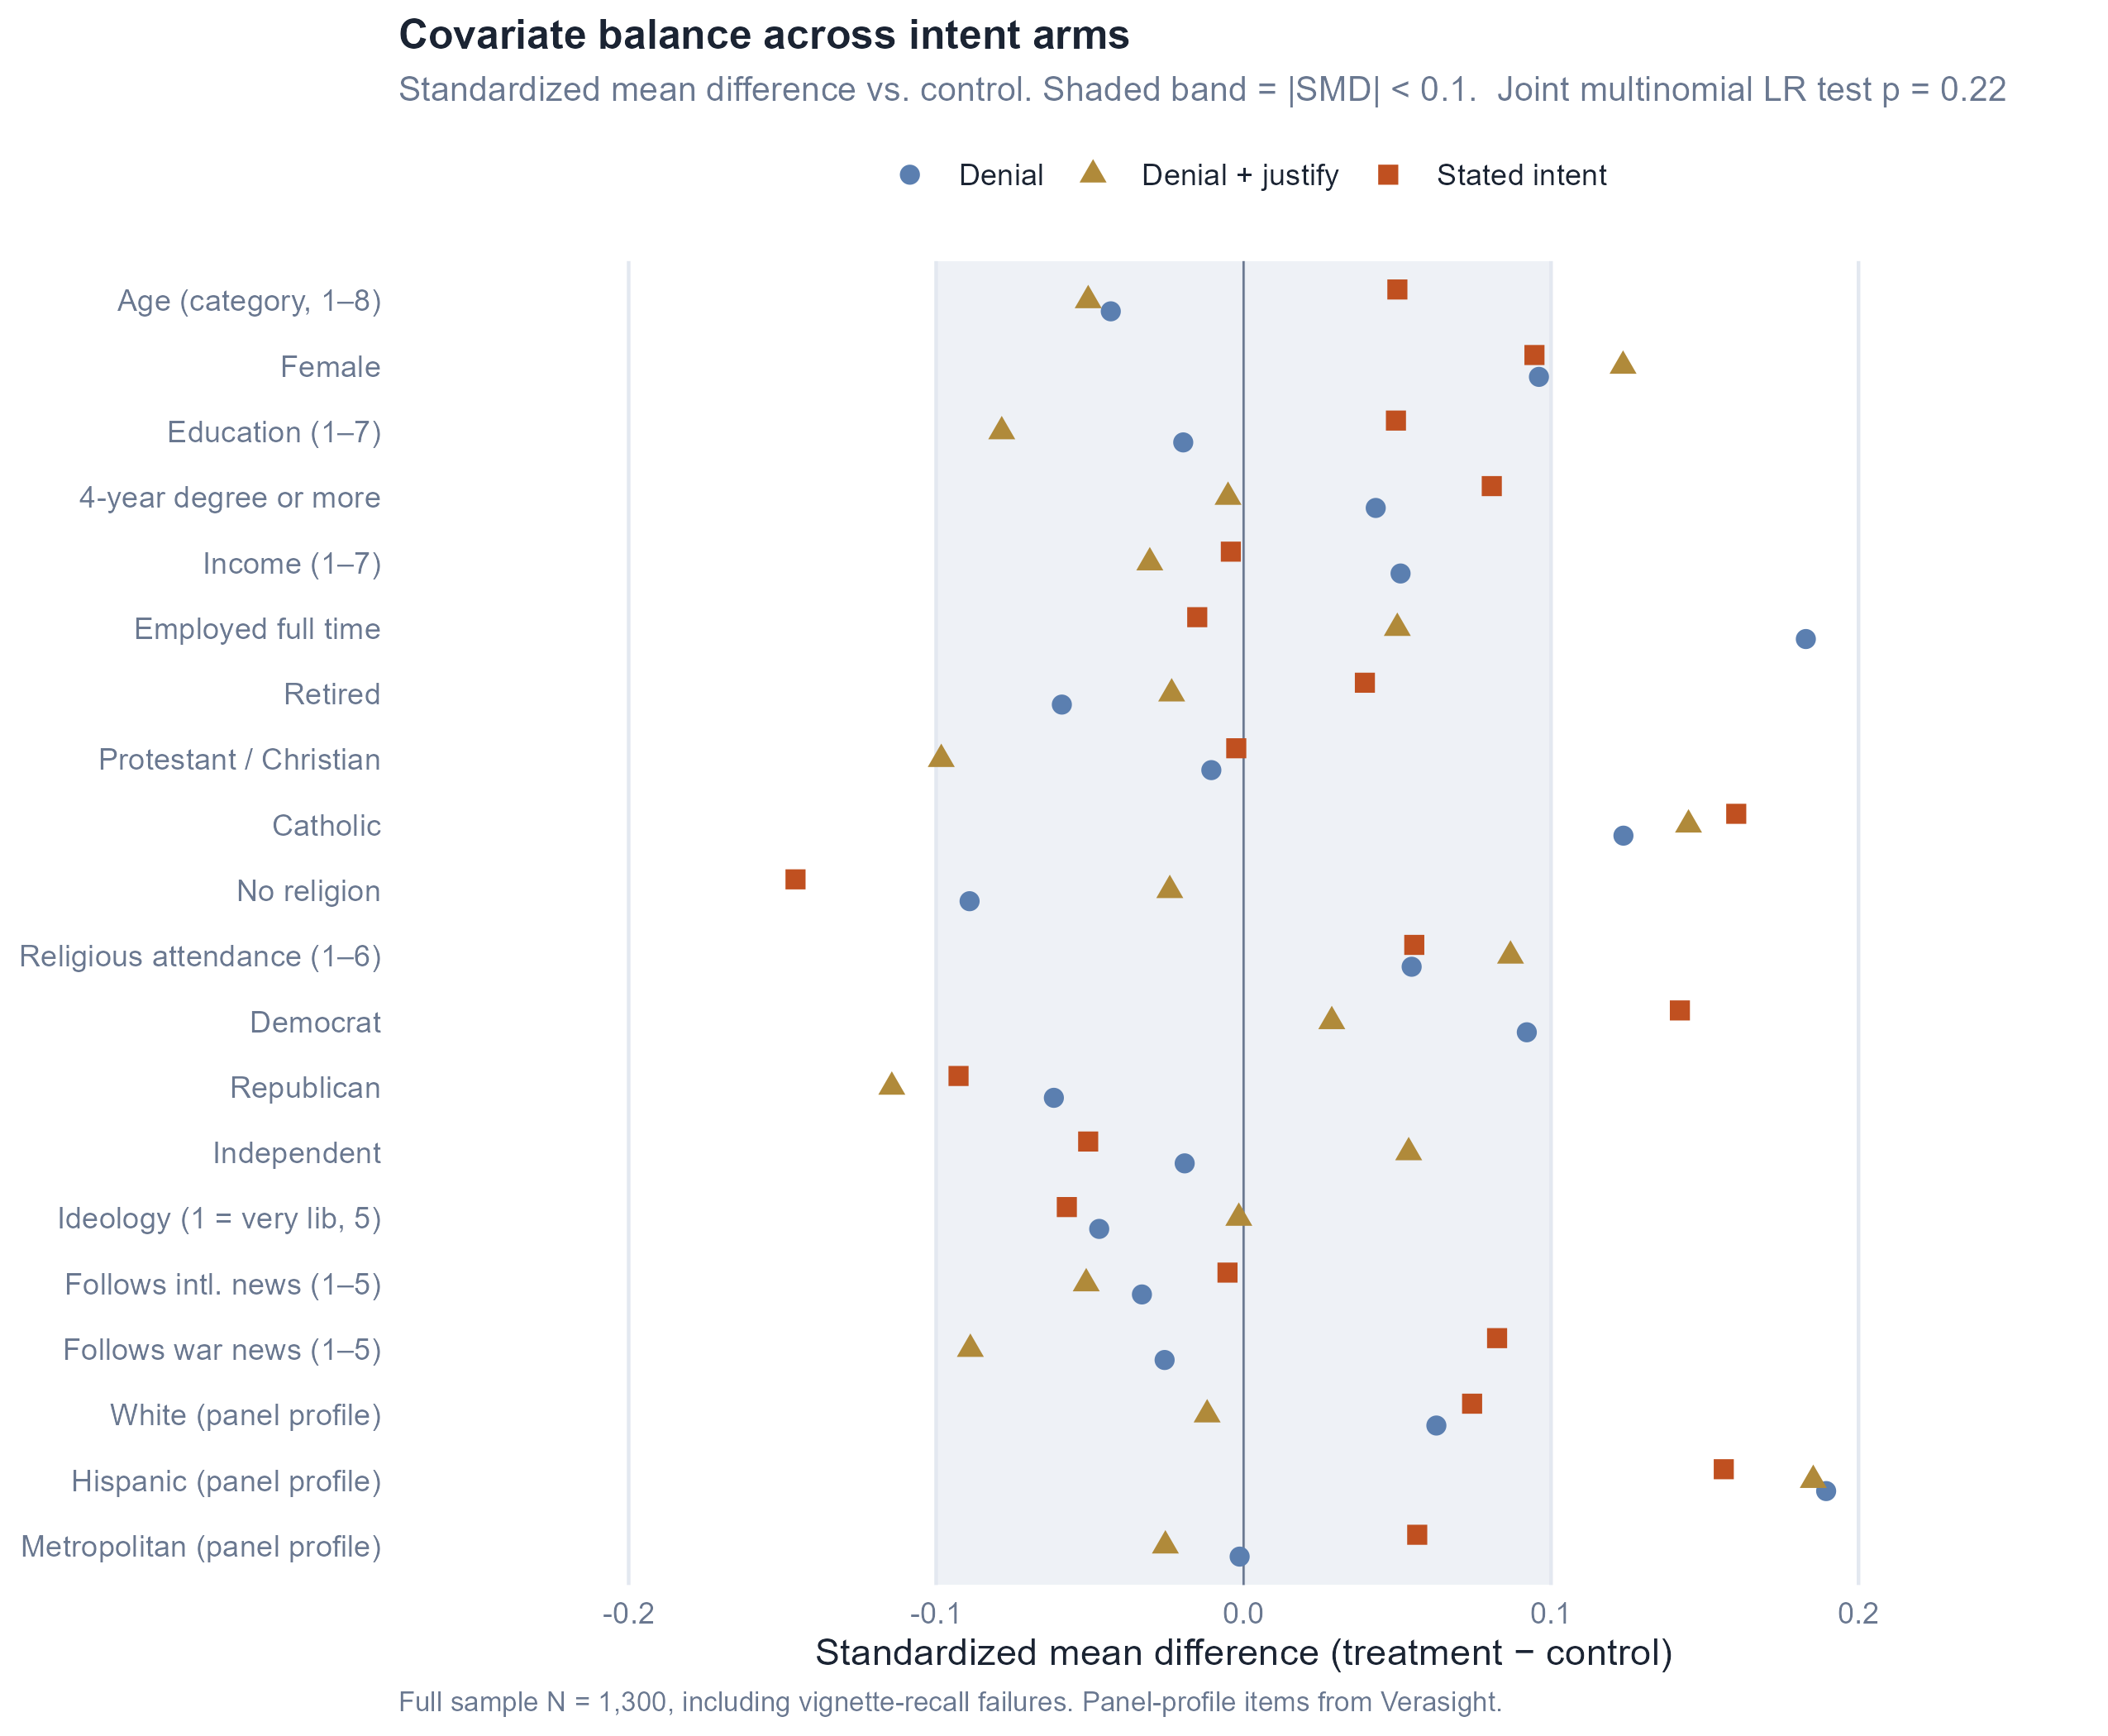 Covariate balance across intent arms
Standardized mean difference vs. control. Shaded band = |SMD| < 0.1.  Joint multinomial LR test p = 0.22
Denial
Denial + justify
Stated intent
Age (category, 1–8)
Female
Education (1–7)
4-year degree or more
Income (1–7)
Employed full time
Retired
Protestant / Christian
Catholic
No religion
Religious attendance (1–6)
Democrat
Republican
Independent
Ideology (1 = very lib, 5)
Follows intl. news (1–5)
Follows war news (1–5)
White (panel profile)
Hispanic (panel profile)
Metropolitan (panel profile)
-0.2 -0.1 0.0 0.1 0.2
Standardized mean difference (treatment − control)
Full sample N = 1,300, including vignette-recall failures. Panel-profile items from Verasight.